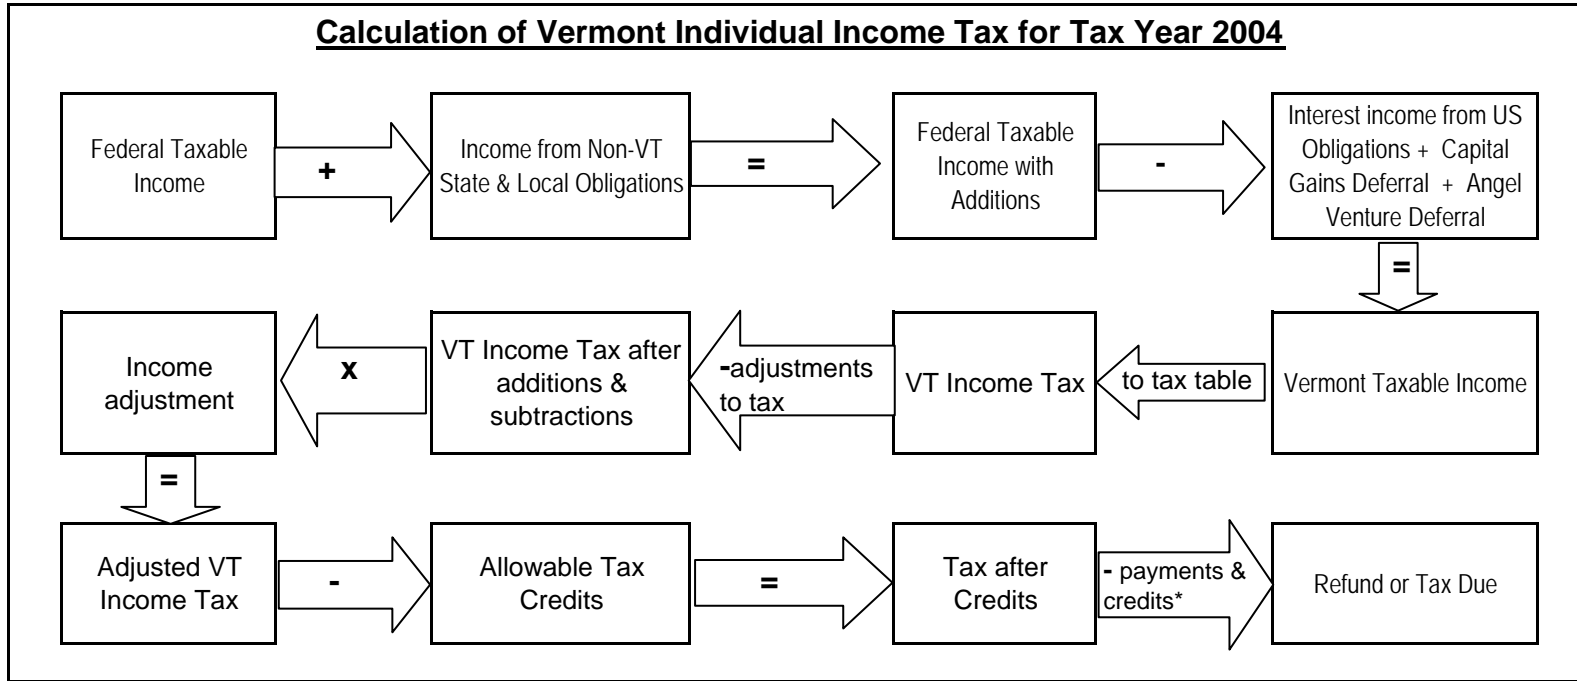 Calculation of Vermont Individual Income Tax for Tax Year 2004
Federal Taxable
Income
+
Income from Non-VT
State & Local Obligations
=
Federal Taxable
Income with
Additions
-
Interest income from US
Obligations + Capital
Gains Deferral + Angel
Venture Deferral
=
Vermont Taxable Income
to tax table
VT Income Tax
-adjustments
to tax
VT Income Tax after
additions &
subtractions
x
Income
adjustment
=
Adjusted VT
Income Tax
-
Allowable Tax
Credits
=
Tax after
Credits
- payments &
credits*
Refund or Tax Due